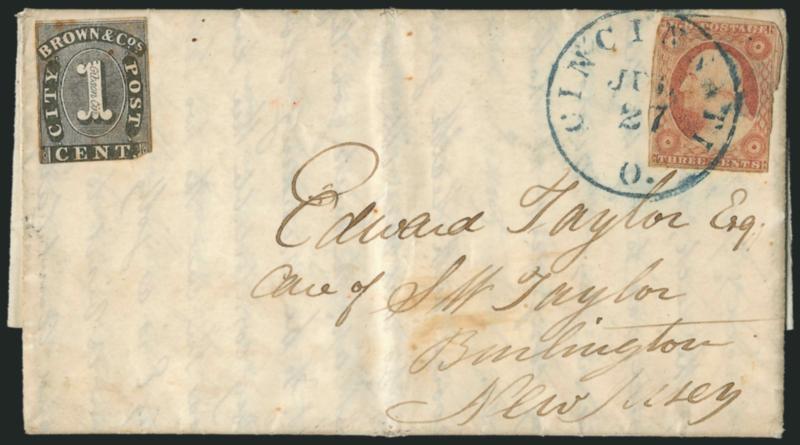 BROWN & COS
CITY POST
1
CENT.
CINCINNATI
JUL
27
O.
POSTAGE
THREE CENTS
Edward Taylor Esq
Care of S W Taylor
Burlington
New Jersey